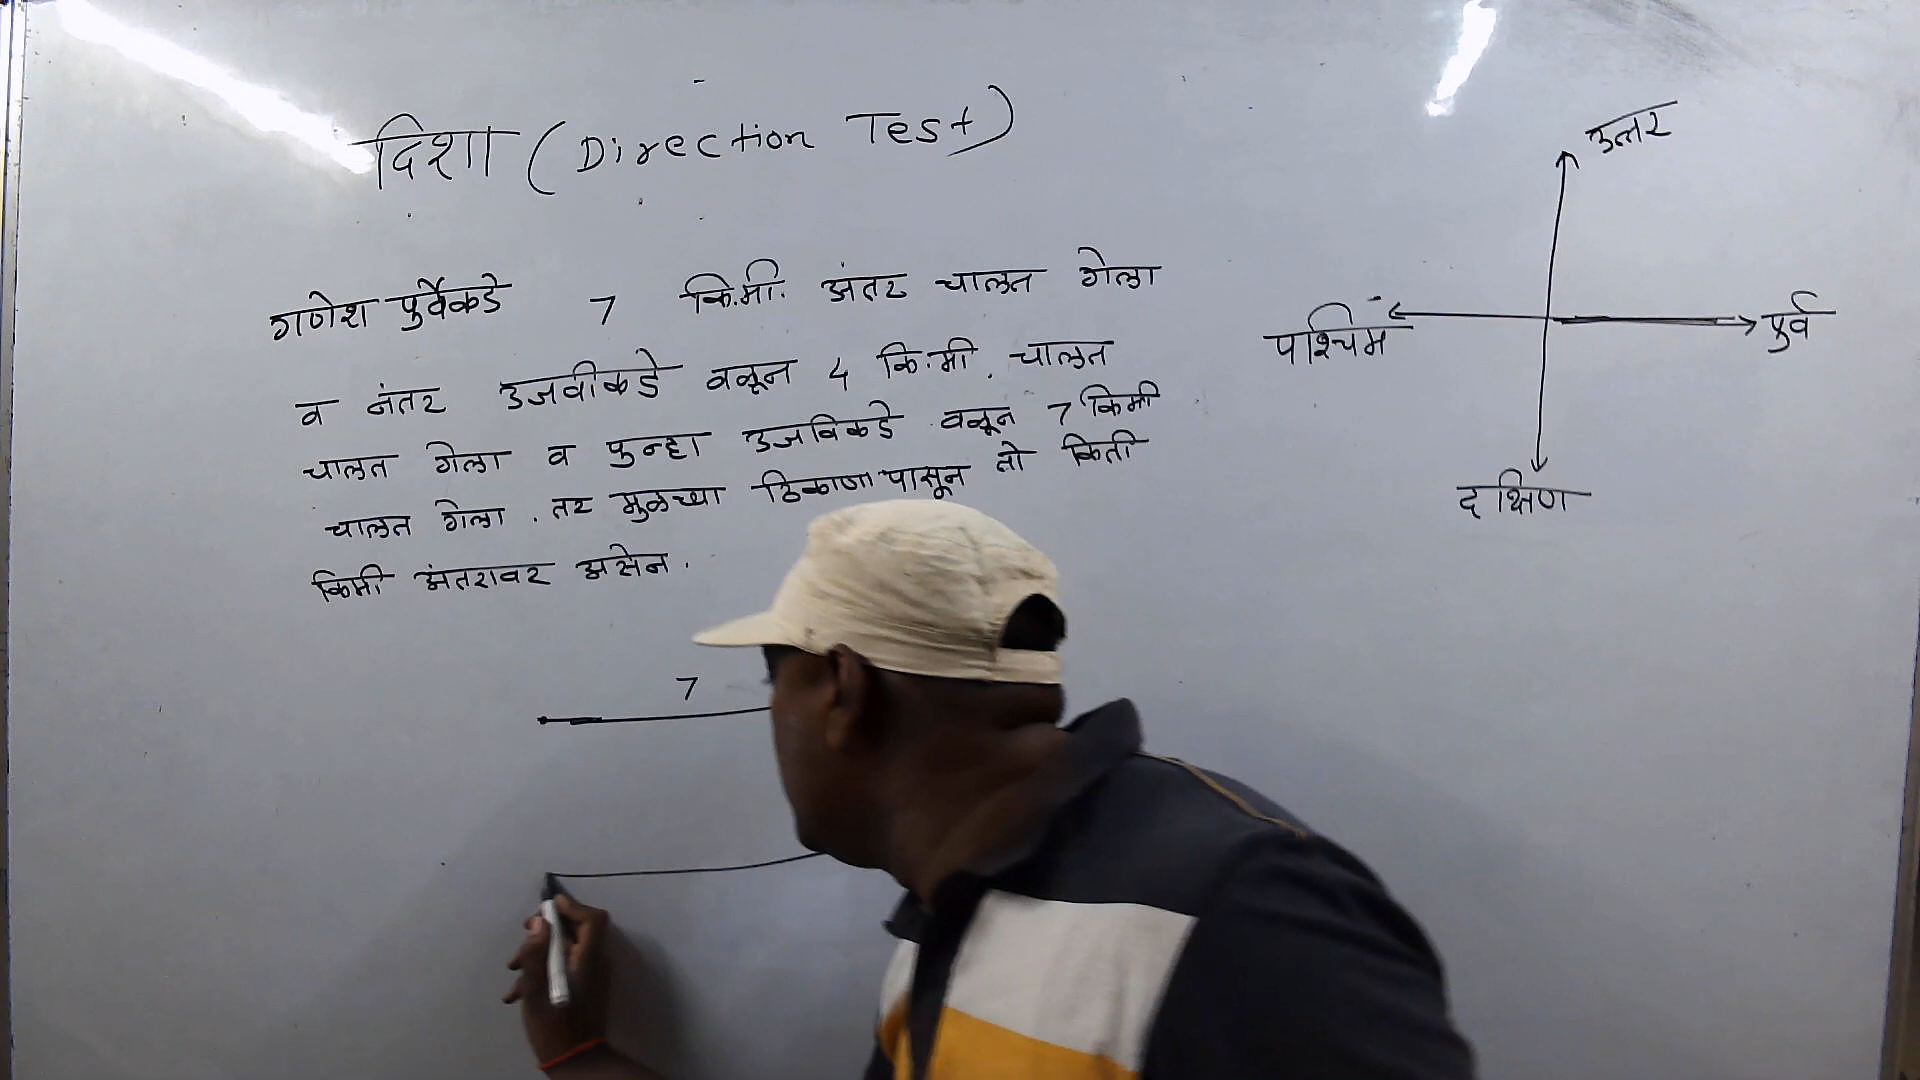 दिशा (Direction Test)
गणेश पुर्वेकडे 7 कि.मी. अंतर चालत गेला
व नंतर उजवीकडे वळून 4 कि.मी. चालत
चालत गेला व पुन्हा उजविकडे वळून 7 किमी
चालत गेला. तर मुळच्या ठिकाणापासून तो किती
किमी अंतरावर असेन.
7
उत्तर
पश्चिम
पुर्व
दक्षिण